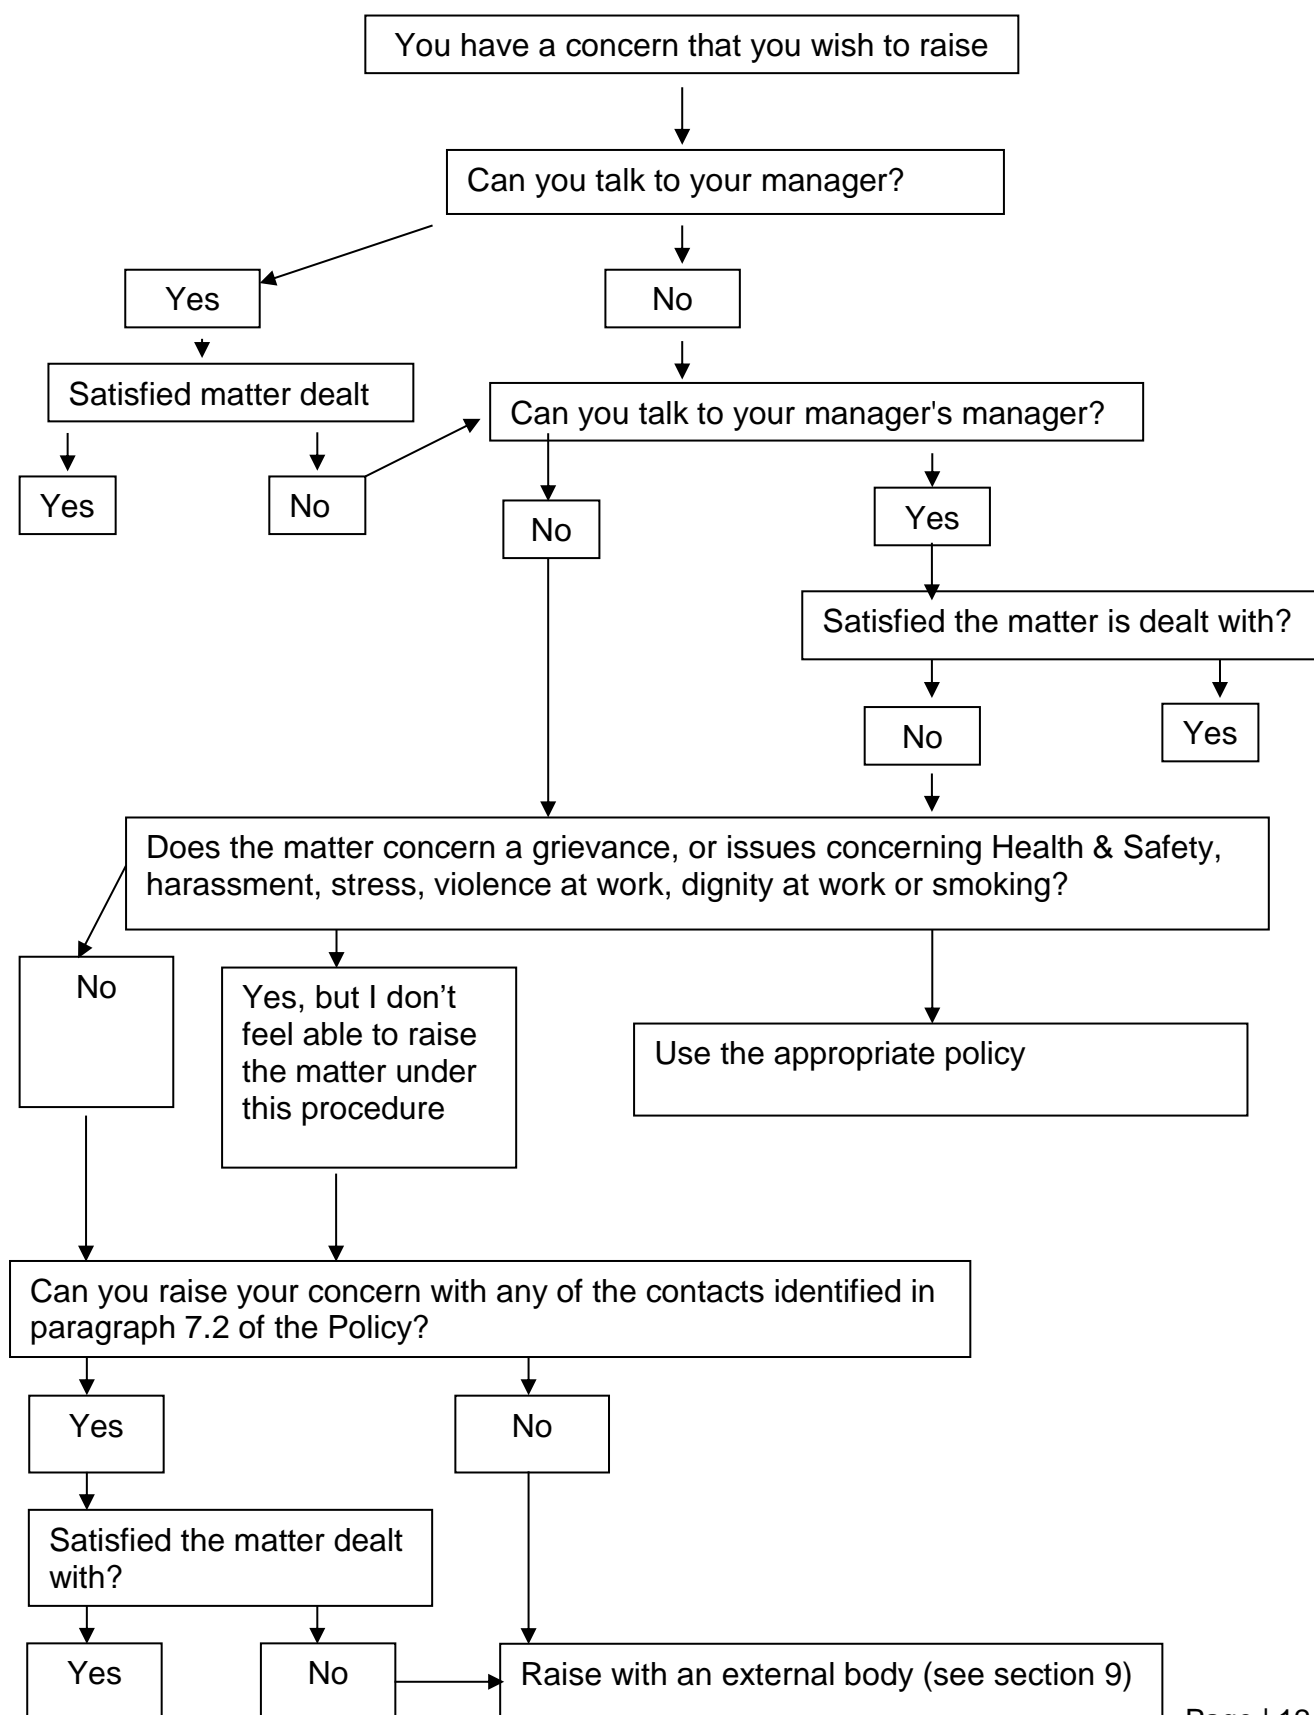 You have a concern that you wish to raise
Can you talk to your manager?
Yes
No
Satisfied matter dealt
Can you talk to your manager's manager?
Yes
No
No
Yes
Satisfied the matter is dealt with?
No
Yes
Does the matter concern a grievance, or issues concerning Health & Safety,
harassment, stress, violence at work, dignity at work or smoking?
No
Yes, but I don’t
feel able to raise
the matter under
this procedure
Use the appropriate policy
Can you raise your concern with any of the contacts identified in
paragraph 7.2 of the Policy?
Yes
No
Satisfied the matter dealt
with?
Yes
No
Raise with an external body (see section 9)